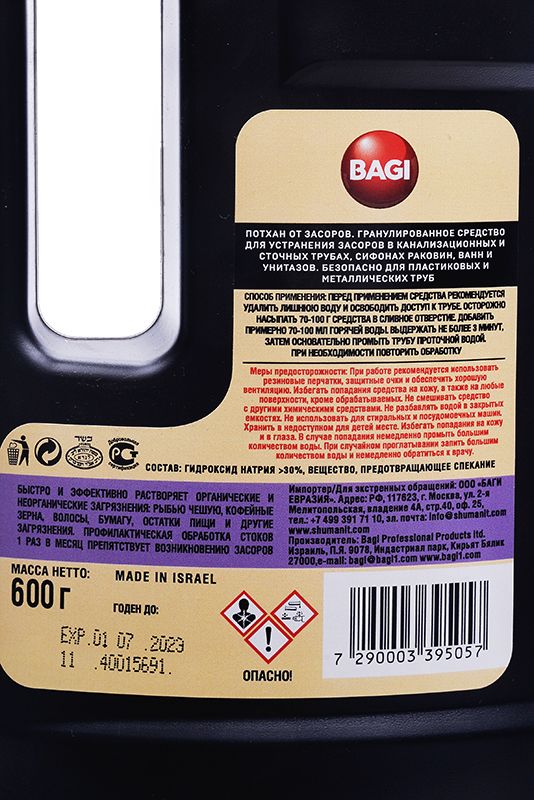 BAGI
ПОТХАН ОТ ЗАСОРОВ. ГРАНУЛИРОВАННОЕ СРЕДСТВО
ДЛЯ УСТРАНЕНИЯ ЗАСОРОВ В КАНАЛИЗАЦИОННЫХ И
СТОЧНЫХ ТРУБАХ, СИФОНАХ РАКОВИН, ВАНН И
УНИТАЗОВ. БЕЗОПАСНО ДЛЯ ПЛАСТИКОВЫХ И
МЕТАЛЛИЧЕСКИХ ТРУБ
СПОСОБ ПРИМЕНЕНИЯ: ПЕРЕД ПРИМЕНЕНИЕМ СРЕДСТВА РЕКОМЕНДУЕТСЯ
УДАЛИТЬ ЛИШНЮЮ ВОДУ И ОСВОБОДИТЬ ДОСТУП К ТРУБЕ. ОСТОРОЖНО
НАСЫПАТЬ 70-100 Г СРЕДСТВА В СЛИВНОЕ ОТВЕРСТИЕ. ДОБАВИТЬ
ПРИМЕРНО 70-100 МЛ ГОРЯЧЕЙ ВОДЫ. ВЫДЕРЖАТЬ НЕ БОЛЕЕ 3 МИНУТ,
ЗАТЕМ ОСНОВАТЕЛЬНО ПРОМЫТЬ ТРУБУ ПРОТОЧНОЙ ВОДОЙ.
ПРИ НЕОБХОДИМОСТИ ПОВТОРИТЬ ОБРАБОТКУ
Меры предосторожности: При работе рекомендуется использовать
резиновые перчатки, защитные очки и обеспечить хорошую
вентиляцию. Избегать попадания средства на кожу, а также на любые
поверхности, кроме обрабатываемых. Не смешивать средство
с другими химическими средствами. Не разбавлять водой в закрытых
емкостях. Не использовать для стиральных и посудомоечных машин.
Хранить в недоступном для детей месте. Избегать попадания на кожу
и в глаза. В случае попадания немедленно промыть большим
количеством воды. При случайном проглатывании запить большим
количеством воды и немедленно обратиться к врачу.
כשר
Добровольная
РСТ
сертификация
СОСТАВ: ГИДРОКСИД НАТРИЯ >30%, ВЕЩЕСТВО, ПРЕДОТВРАЩАЮЩЕЕ СПЕКАНИЕ
БЫСТРО И ЭФФЕКТИВНО РАСТВОРЯЕТ ОРГАНИЧЕСКИЕ И
НЕОРГАНИЧЕСКИЕ ЗАГРЯЗНЕНИЯ: РЫБЬЮ ЧЕШУЮ, КОФЕЙНЫЕ
ЗЕРНА, ВОЛОСЫ, БУМАГУ, ОСТАТКИ ПИЩИ И ДРУГИЕ
ЗАГРЯЗНЕНИЯ. ПРОФИЛАКТИЧЕСКАЯ ОБРАБОТКА СТОКОВ
1 РАЗ В МЕСЯЦ ПРЕПЯТСТВУЕТ ВОЗНИКНОВЕНИЮ ЗАСОРОВ
Импортер/Для экстренных обращений: ООО «БАГИ
ЕВРАЗИЯ». Адрес: РФ, 117623, г. Москва, ул. 2-я
Мелитопольская, владение 4А, стр.40, оф. 25,
тел.: +7 499 391 71 10, эл. почта: info@shumanit.com
www.shumanit.com
Производитель: Bagi Professional Products ltd.
Израиль, П.Я. 9078, Индастриал парк, Кирьят Бялик
27000,e-mail: bagi@bagi1.com www.bagi1.com
МАССА НЕТТО:
600 Г
MADE IN ISRAEL
ГОДЕН ДО:
EXP.01 07 .2023
11 .40015691.
ОПАСНО!
7 290003 395057